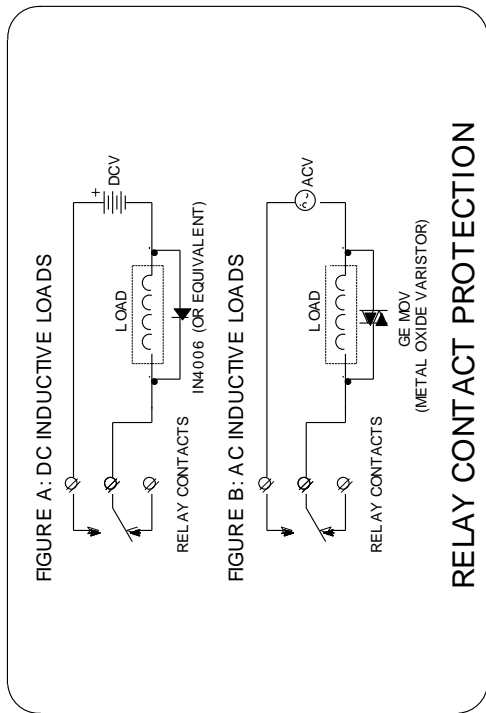 FIGURE A: DC INDUCTIVE LOADS
+
DCV
LOAD
IN4006 (OR EQUIVALENT)
RELAY CONTACTS
FIGURE B: AC INDUCTIVE LOADS
ACV
LOAD
GE MOV
(METAL OXIDE VARISTOR)
RELAY CONTACTS
RELAY CONTACT PROTECTION